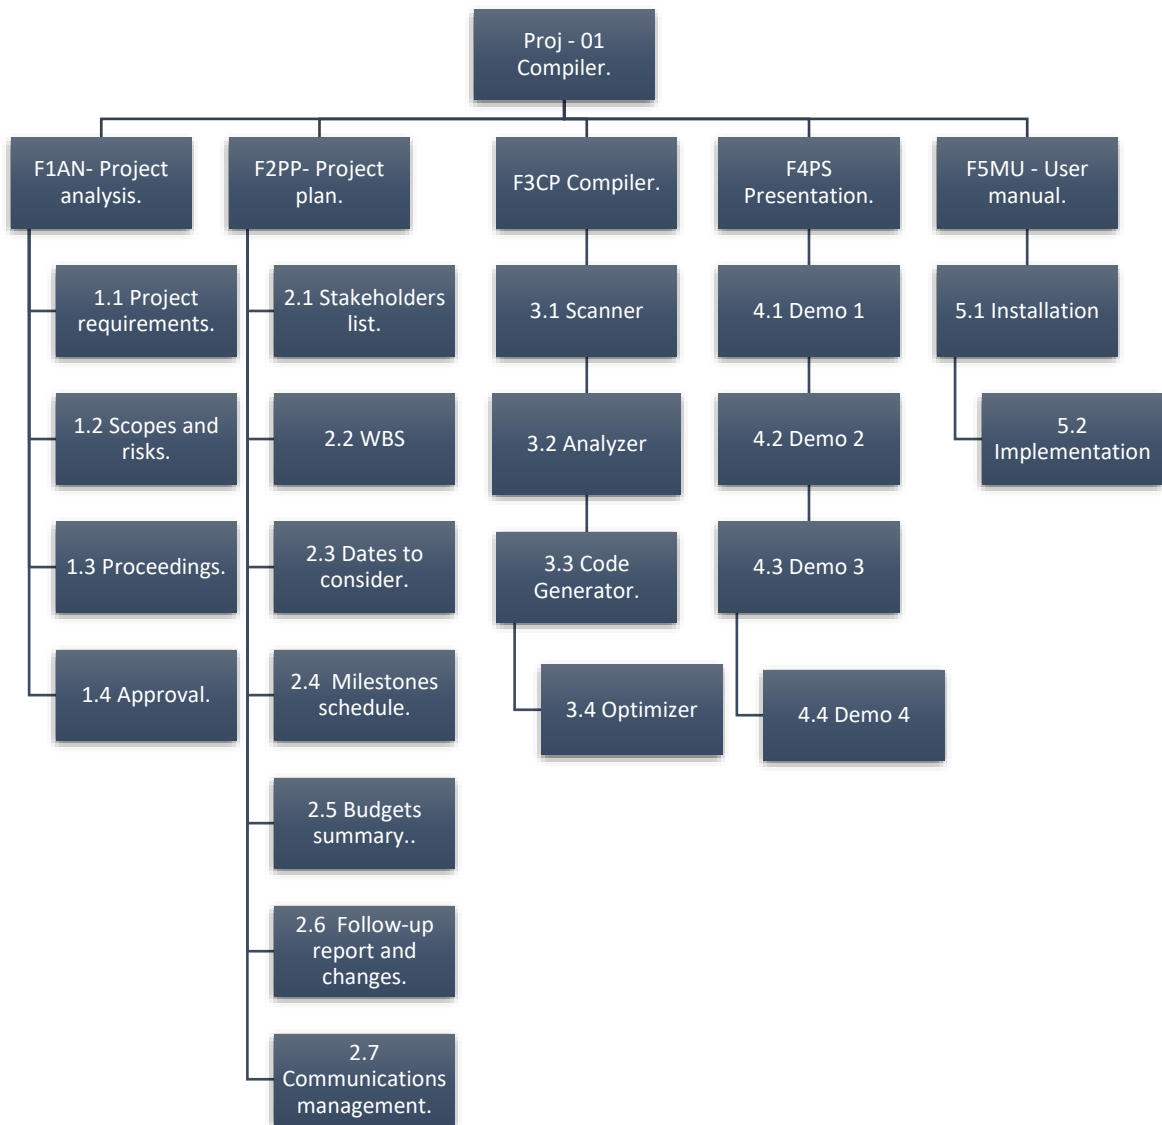 Proj - 01
Compiler.
F1AN- Project
analysis.
F2PP- Project
plan.
F3CP Compiler.
F4PS
Presentation.
F5MU - User
manual.
1.1 Project
requirements.
2.1 Stakeholders
list.
3.1 Scanner
4.1 Demo 1
5.1 Installation
1.2 Scopes and
risks.
2.2 WBS
3.2 Analyzer
4.2 Demo 2
5.2
Implementation
1.3 Proceedings.
2.3 Dates to
consider.
3.3 Code
Generator.
4.3 Demo 3
1.4 Approval.
2.4  Milestones
schedule.
3.4 Optimizer
4.4 Demo 4
2.5 Budgets
summary..
2.6  Follow-up
report and
changes.
2.7
Communications
management.